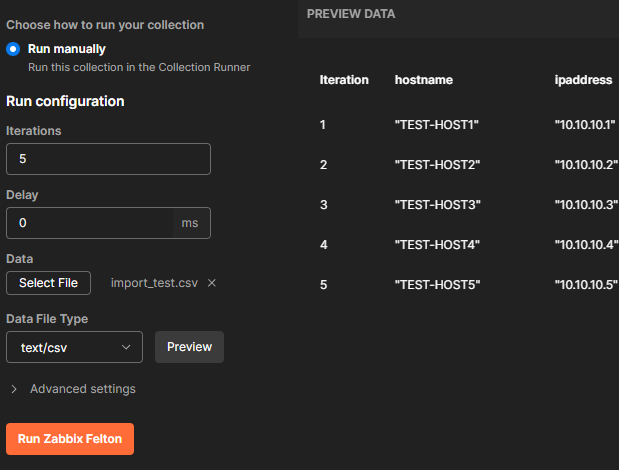 Choose how to run your collection
Run manually
Run this collection in the Collection Runner
Run configuration
Iterations
5
Delay
0 ms
Data
Select File import_test.csv ×
Data File Type
text/csv Preview
Advanced settings
Run Zabbix Felton
PREVIEW DATA
Iteration hostname ipaddress
1 "TEST-HOST1" "10.10.10.1"
2 "TEST-HOST2" "10.10.10.2"
3 "TEST-HOST3" "10.10.10.3"
4 "TEST-HOST4" "10.10.10.4"
5 "TEST-HOST5" "10.10.10.5"